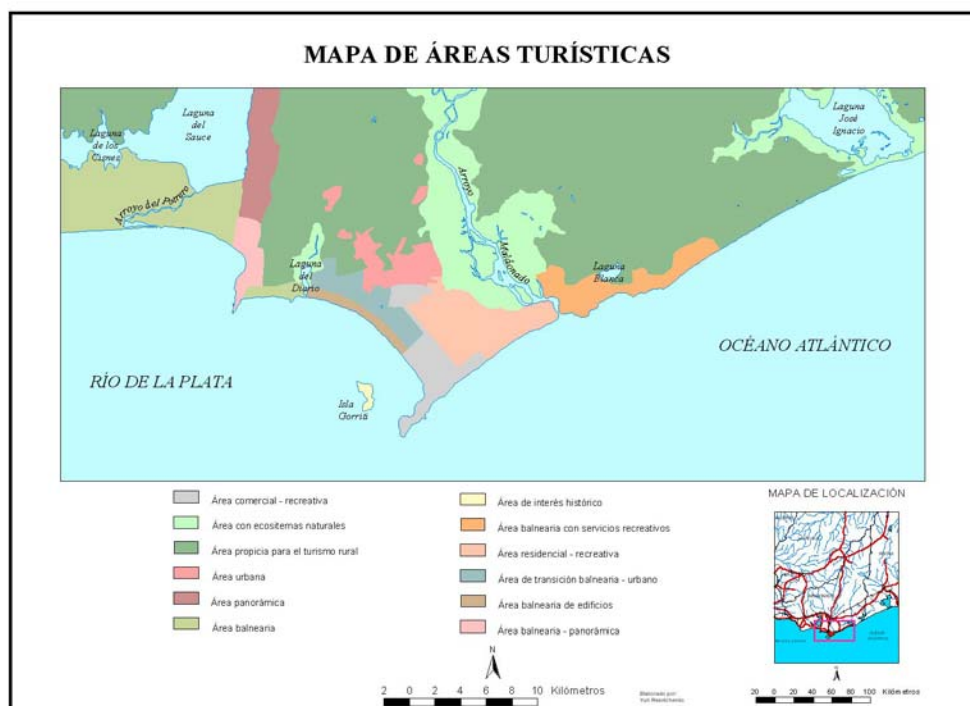 MAPA DE ÁREAS TURÍSTICAS
Laguna
del
Sauce
Laguna
de los
Cisnes
Arroyo del Potrero
Laguna
del
Diario
Arroyo
Maldonado
Laguna
Blanca
Laguna
José
Ignacio
RÍO DE LA PLATA
Isla
Gorriti
OCÉANO ATLÁNTICO
Área comercial - recreativa
Área con ecositemas naturales
Área propicia para el turismo rural
Área urbana
Área panorámica
Área balnearia
Área de interés histórico
Área balnearia con servicios recreativos
Área residencial - recreativa
Área de transición balnearia - urbano
Área balnearia de edificios
Área balnearia - panorámica
MAPA DE LOCALIZACIÓN
N
2 0 2 4 6 8 10 Kilómetros
Elaborado por:
N
20 0 20 40 60 80 100 Kilómetros